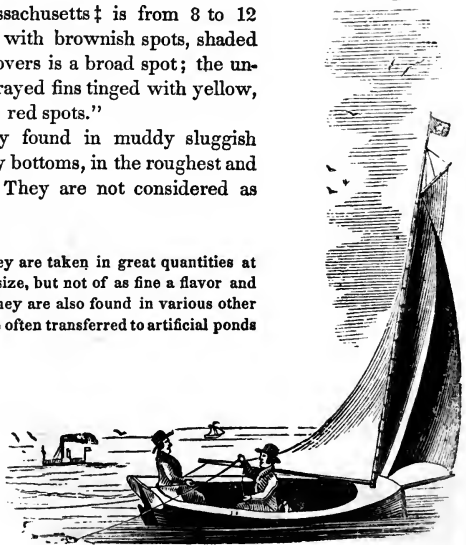 ssachusetts ‡ is from 8 to 12
with brownish spots, shaded
overs is a broad spot; the un-
rayed fins tinged with yellow,
red spots."
y found in muddy sluggish
y bottoms, in the roughest and
They are not considered as
ey are taken in great quantities at
size, but not of as fine a flavor and
hey are also found in various other
often transferred to artificial ponds